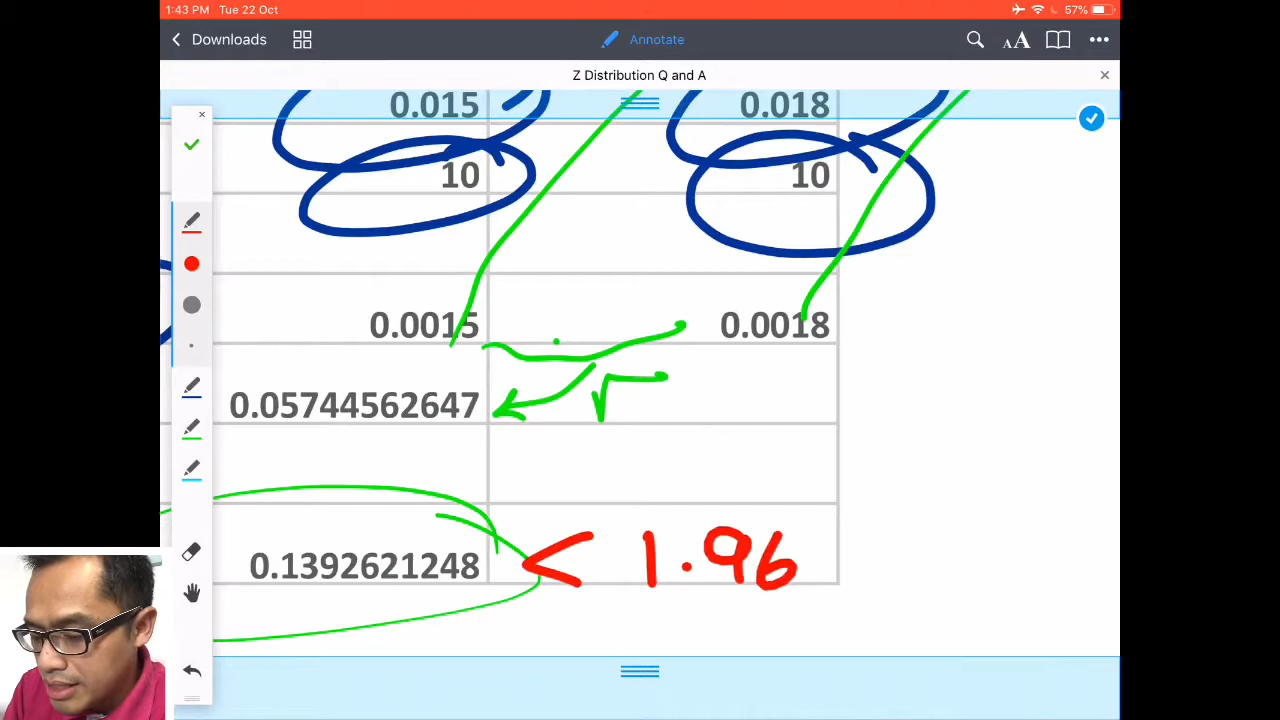 1:43 PM Tue 22 Oct 57%
Downloads Annotate AA
Z Distribution Q and A
0.015 0.018
10 10
0.0015 0.0018
√
0.05744562647
0.1392621248 < 1.96